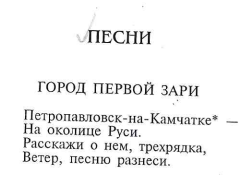 ПЕСНИ
ГОРОД ПЕРВОЙ ЗАРИ
Петропавловск-на-Камчатке* —
На околице Руси.
Расскажи о нем, трехрядка,
Ветер, песню разнеси.